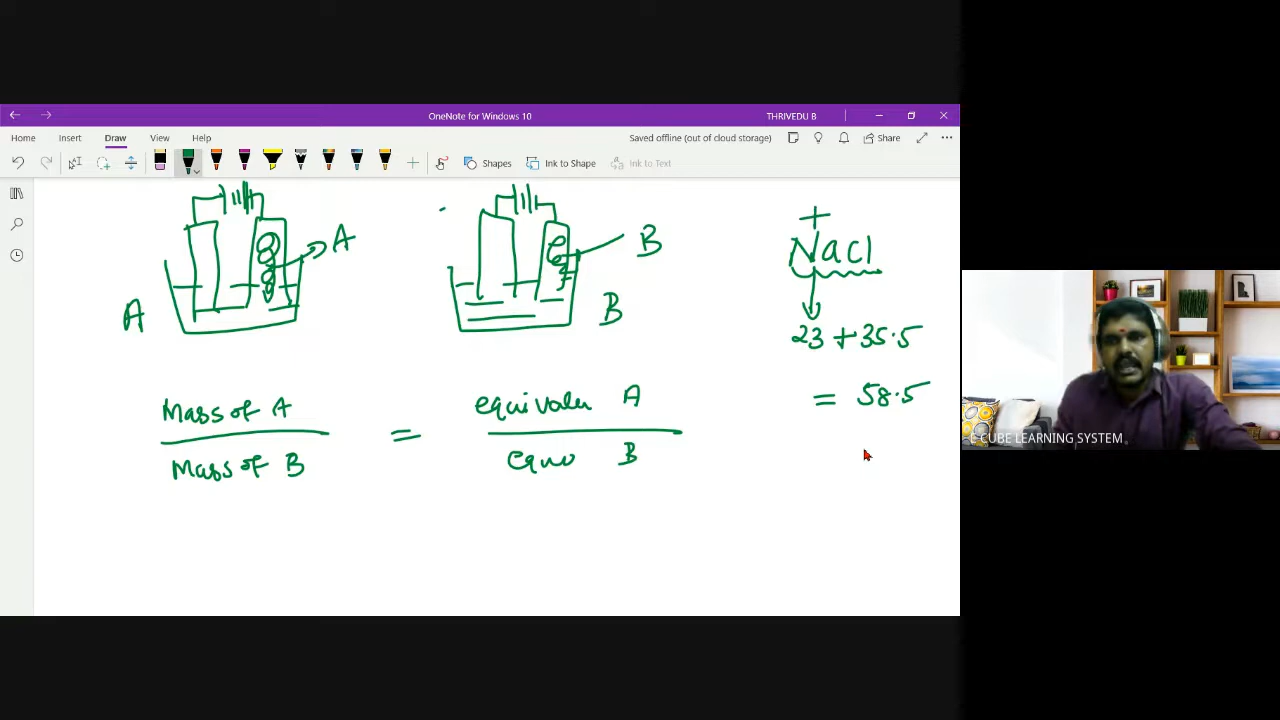 OneNote for Windows 10
THRIVEDU B
Home Insert Draw View Help
Saved offline (out of cloud storage)
Share
Shapes
Ink to Shape
Ink to Text
A
A
B
B
+
NaCl
23 + 35.5
= 58.5
Mass of A
Mass of B
=
equivalen A
equi B
E CUBE LEARNING SYSTEM